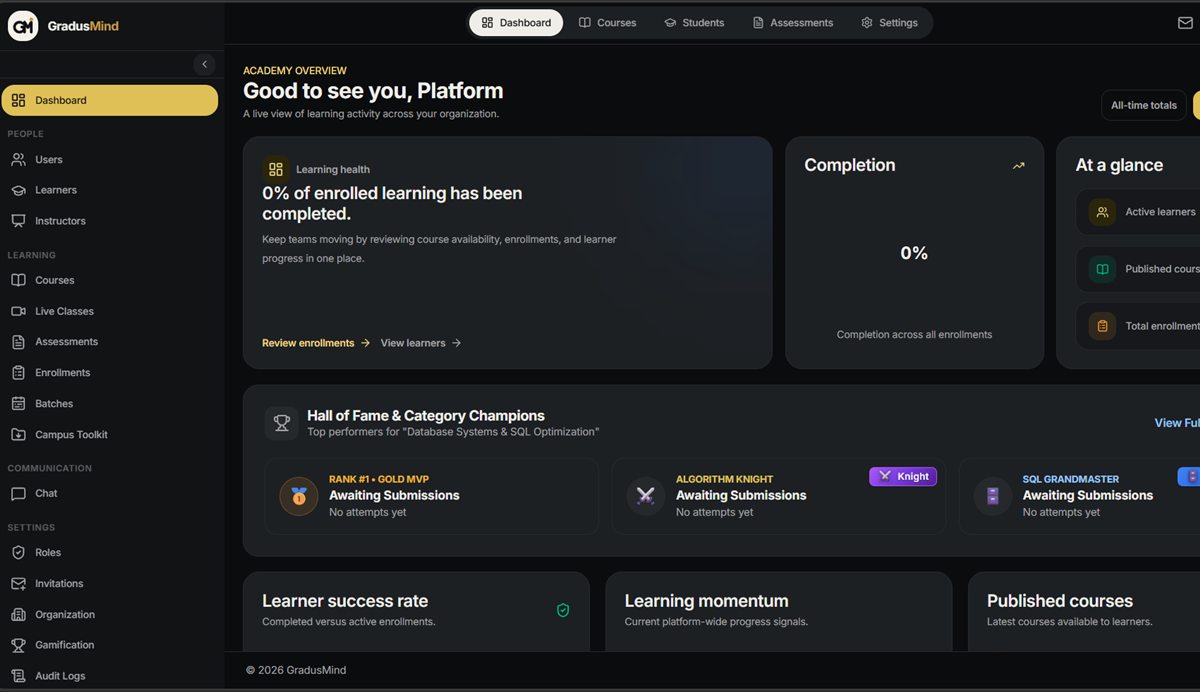 GM GradusMind
Dashboard
Courses
Students
Assessments
Settings
Dashboard
PEOPLE
Users
Learners
Instructors
LEARNING
Courses
Live Classes
Assessments
Enrollments
Batches
Campus Toolkit
COMMUNICATION
Chat
SETTINGS
Roles
Invitations
Organization
Gamification
Audit Logs
ACADEMY OVERVIEW
Good to see you, Platform
A live view of learning activity across your organization.
All-time totals
Learning health
0% of enrolled learning has been
completed.
Keep teams moving by reviewing course availability, enrollments, and learner
progress in one place.
Review enrollments → View learners →
Completion
0%
Completion across all enrollments
At a glance
Active learners
Published cours
Total enrollment
Hall of Fame & Category Champions
Top performers for "Database Systems & SQL Optimization"
View Ful
RANK #1 • GOLD MVP
Awaiting Submissions
No attempts yet
ALGORITHM KNIGHT
Awaiting Submissions
No attempts yet
Knight
SQL GRANDMASTER
Awaiting Submissions
No attempts yet
Learner success rate
Completed versus active enrollments.
Learning momentum
Current platform-wide progress signals.
Published courses
Latest courses available to learners.
© 2026 GradusMind